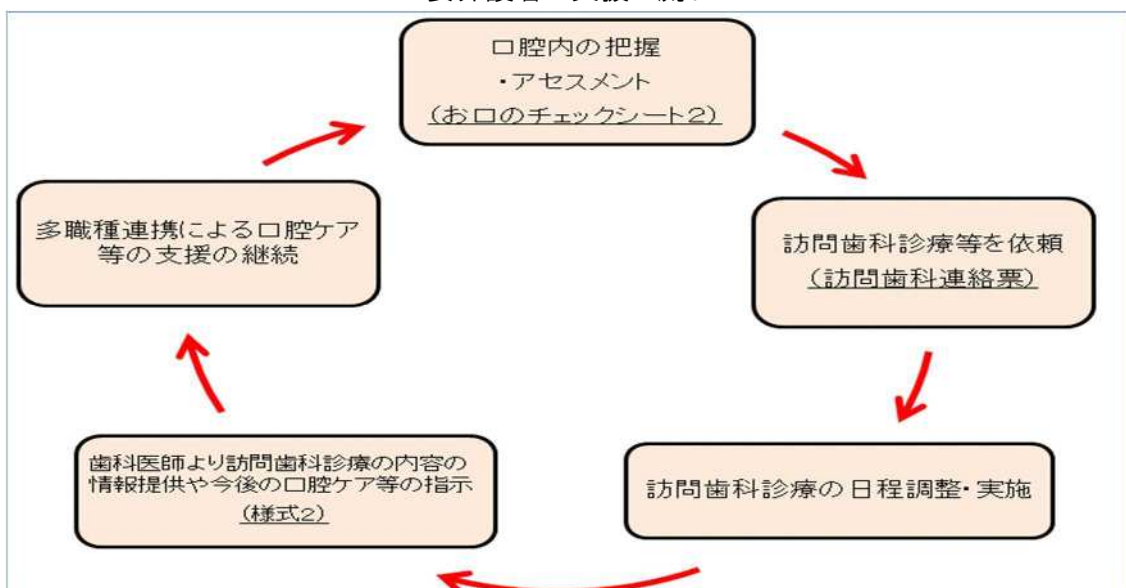 口腔内の把握
・アセスメント
(お口のチェックシート2)
訪問歯科診療等を依頼
(訪問歯科連絡票)
訪問歯科診療の日程調整・実施
歯科医師より訪問歯科診療の内容の
情報提供や今後の口腔ケア等の指示
(様式2)
多職種連携による口腔ケア
等の支援の継続